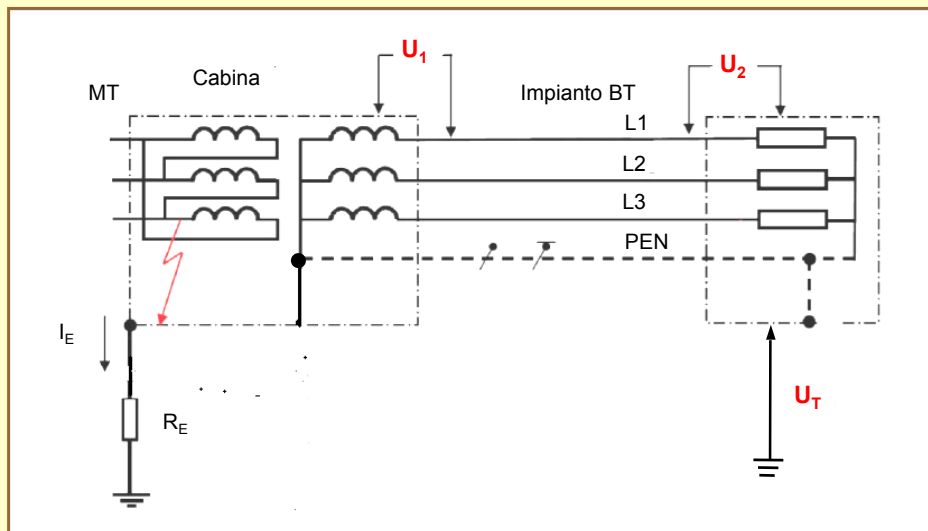 U1
U2
MT
Cabina
Impianto BT
L1
L2
L3
PEN
IE
RE
UT